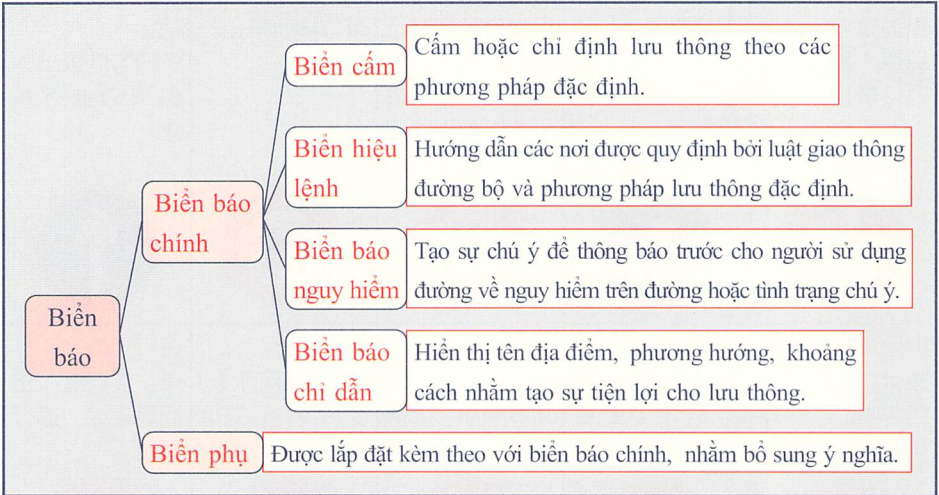 Biển
báo
Biển báo
chính
Biển cấm
Cấm hoặc chỉ định lưu thông theo các
phương pháp đặc định.
Biển hiệu
lệnh
Hướng dẫn các nơi được quy định bởi luật giao thông
đường bộ và phương pháp lưu thông đặc định.
Biển báo
nguy hiểm
Tạo sự chú ý để thông báo trước cho người sử dụng
đường về nguy hiểm trên đường hoặc tình trạng chú ý.
Biển báo
chỉ dẫn
Hiển thị tên địa điểm, phương hướng, khoảng
cách nhằm tạo sự tiện lợi cho lưu thông.
Biển phụ
Được lắp đặt kèm theo với biển báo chính, nhằm bổ sung ý nghĩa.